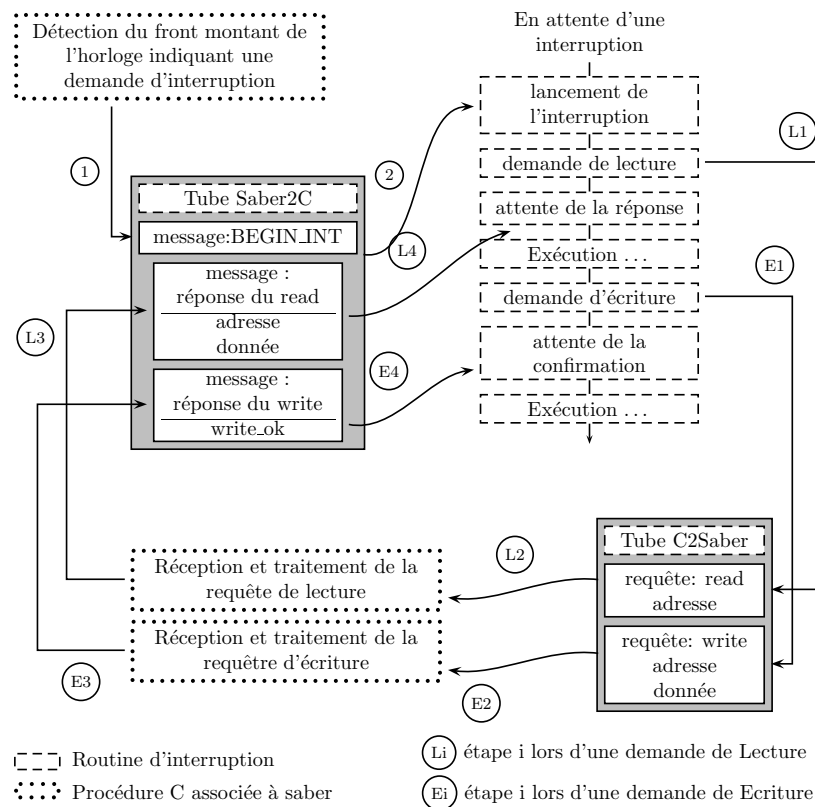 Détection du front montant de
l'horloge indiquant une
demande d'interruption
En attente d'une
interruption
lancement de
l'interruption
L1
demande de lecture
1
2
Tube Saber2C
attente de la réponse
message:BEGIN_INT
L4
Exécution ...
E1
message :
réponse du read
adresse
donnée
demande d'écriture
L3
attente de la
confirmation
E4
message :
réponse du write
write_ok
Exécution ...
Tube C2Saber
L2
Réception et traitement de la
requête de lecture
requête: read
adresse
Réception et traitement de la
requêtre d'écriture
requête: write
adresse
donnée
E3
E2
Routine d'interruption
Li étape i lors d'une demande de Lecture
Procédure C associée à saber
Ei étape i lors d'une demande de Ecriture